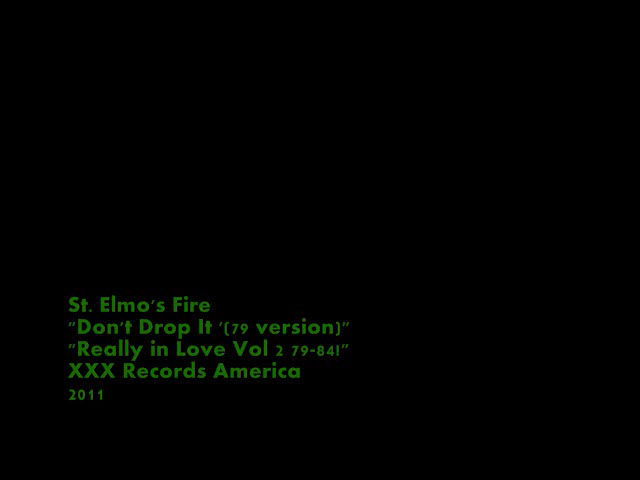 St. Elmo's Fire
"Don't Drop It '(79 version)"
"Really in Love Vol 2 79-84!"
XXX Records America
2011